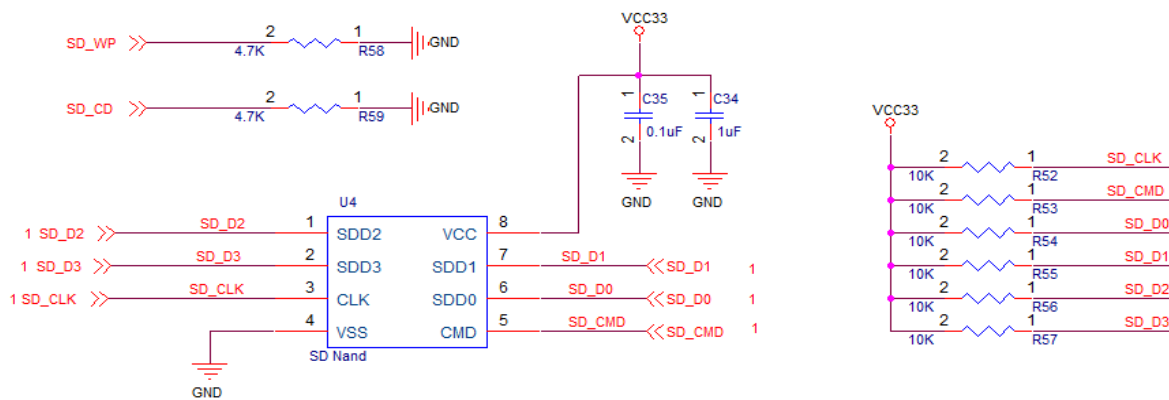 SD_WP 2 1 GND
4.7K R58
SD_CD 2 1 GND
4.7K R59
VCC33
1 C35 1 C34
2 0.1uF 2 1uF
GND GND
U4
1 SD_D2 SD_D2 1 SDD2 VCC 8
1 SD_D3 SD_D3 2 SDD3 SDD1 7 SD_D1 SD_D1 1
1 SD_CLK SD_CLK 3 CLK SDD0 6 SD_D0 SD_D0 1
4 VSS CMD 5 SD_CMD SD_CMD 1
SD Nand
GND
VCC33
2 1 SD_CLK
10K R52
2 1 SD_CMD
10K R53
2 1 SD_D0
10K R54
2 1 SD_D1
10K R55
2 1 SD_D2
10K R56
2 1 SD_D3
10K R57